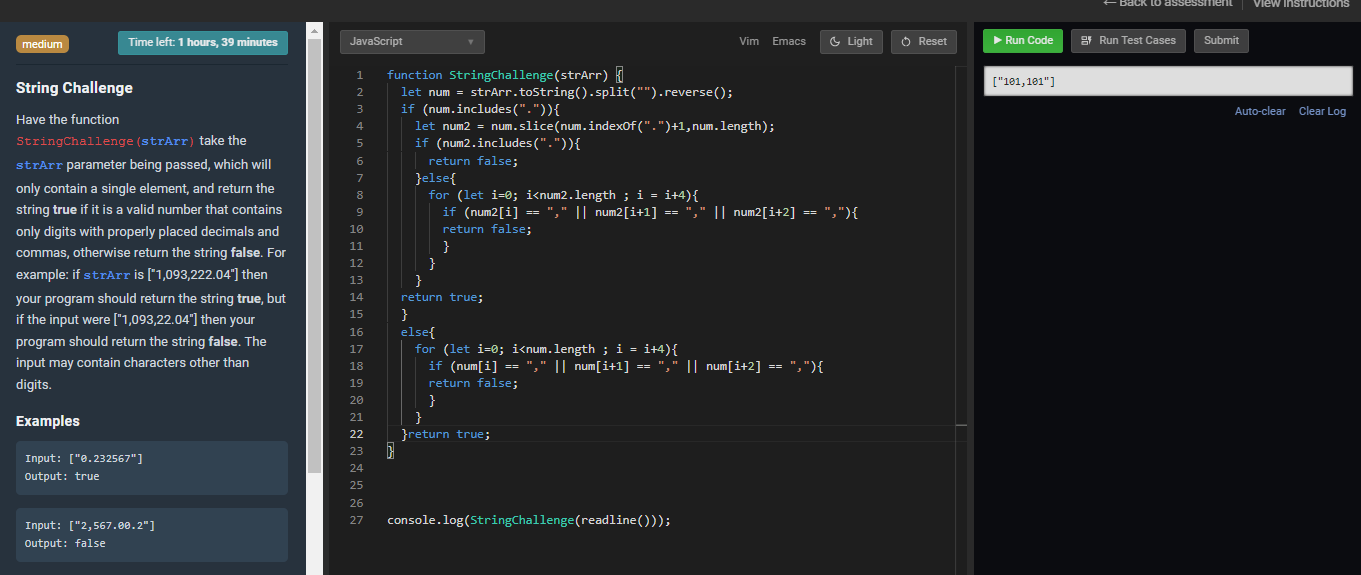 ← Back to assessment
View instructions
medium
Time left: 1 hours, 39 minutes
String Challenge
Have the function
StringChallenge(strArr) take the
strArr parameter being passed, which will
only contain a single element, and return the
string true if it is a valid number that contains
only digits with properly placed decimals and
commas, otherwise return the string false. For
example: if strArr is ["1,093,222.04"] then
your program should return the string true, but
if the input were ["1,093,22.04"] then your
program should return the string false. The
input may contain characters other than
digits.
Examples
Input: ["0.232567"]
Output: true
Input: ["2,567.00.2"]
Output: false
JavaScript
Vim
Emacs
Light
Reset
1 function StringChallenge(strArr) {
2 let num = strArr.toString().split("").reverse();
3 if (num.includes(".")){
4 let num2 = num.slice(num.indexOf(".")+1,num.length);
5 if (num2.includes(".")){
6 return false;
7 }else{
8 for (let i=0; i<num2.length ; i = i+4){
9 if (num2[i] == "," || num2[i+1] == "," || num2[i+2] == ","){
10 return false;
11 }
12 }
13 }
14 return true;
15 }
16 else{
17 for (let i=0; i<num.length ; i = i+4){
18 if (num[i] == "," || num[i+1] == "," || num[i+2] == ","){
19 return false;
20 }
21 }
22 }return true;
23 }
24
25
26
27 console.log(StringChallenge(readline()));
Run Code
Run Test Cases
Submit
["101,101"]
Auto-clear
Clear Log